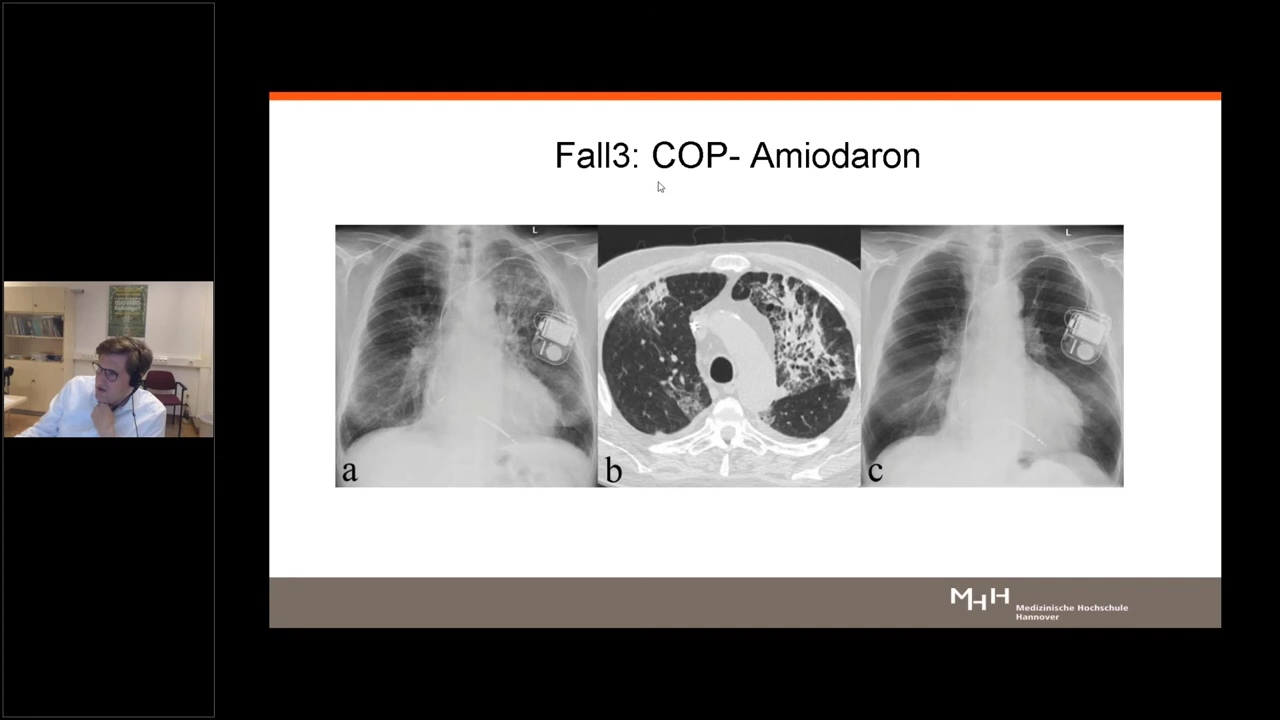 Fall3: COP- Amiodaron
L
L
a
b
c
MHH
Medizinische Hochschule
Hannover